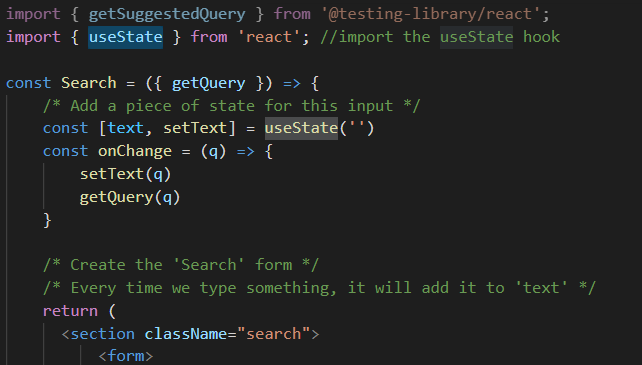 import { getSuggestedQuery } from '@testing-library/react';
import { useState } from 'react'; //import the useState hook
const Search = ({ getQuery }) => {
/* Add a piece of state for this input */
const [text, setText] = useState('')
const onChange = (q) => {
setText(q)
getQuery(q)
}
/* Create the 'Search' form */
/* Every time we type something, it will add it to 'text' */
return (
<section className="search">
<form>